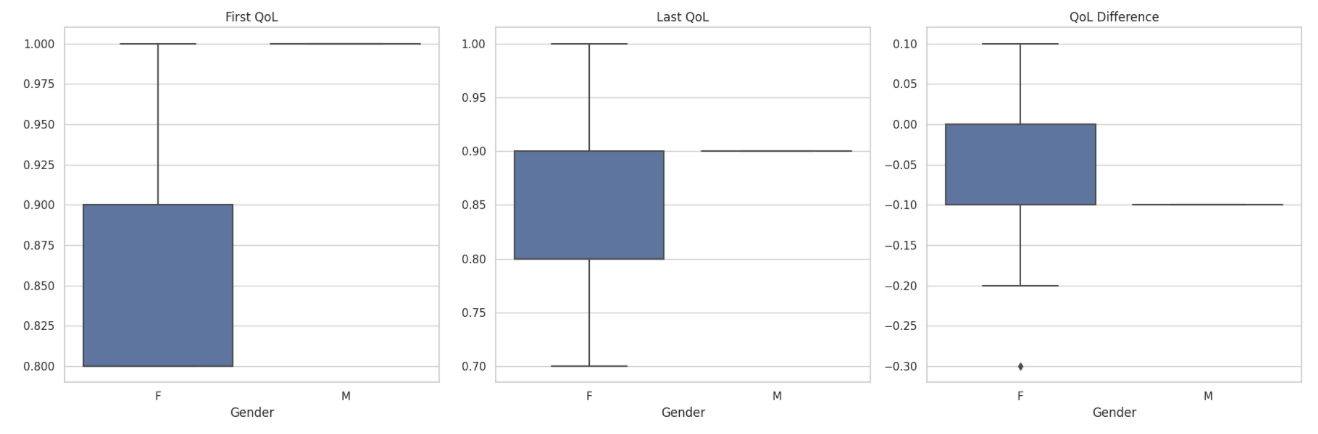 First QoL
1.000
0.975
0.950
0.925
0.900
0.875
0.850
0.825
0.800
F
M
Gender
Last QoL
1.00
0.95
0.90
0.85
0.80
0.75
0.70
F
M
Gender
QoL Difference
0.10
0.05
0.00
−0.05
−0.10
−0.15
−0.20
−0.25
−0.30
F
M
Gender